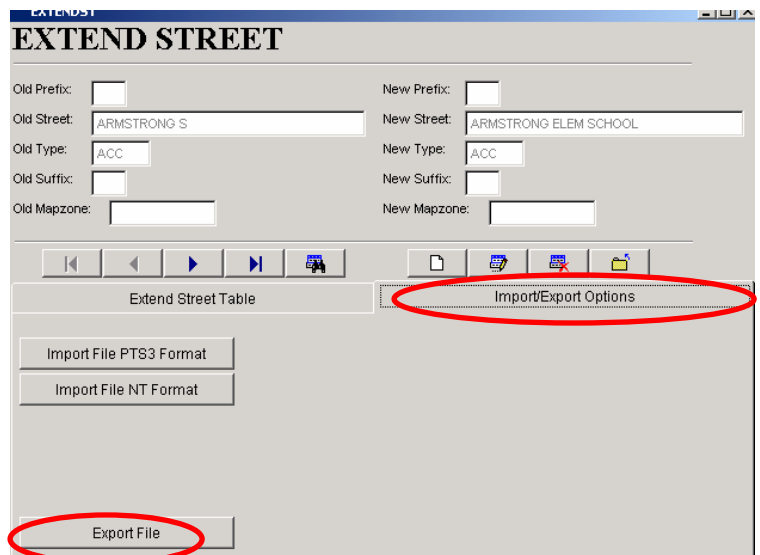 EXTENDST
EXTEND STREET
Old Prefix:
New Prefix:
Old Street: ARMSTRONG S
New Street: ARMSTRONG ELEM SCHOOL
Old Type: ACC
New Type: ACC
Old Suffix:
New Suffix:
Old Mapzone:
New Mapzone:
Extend Street Table
Import/Export Options
Import File PTS3 Format
Import File NT Format
Export File